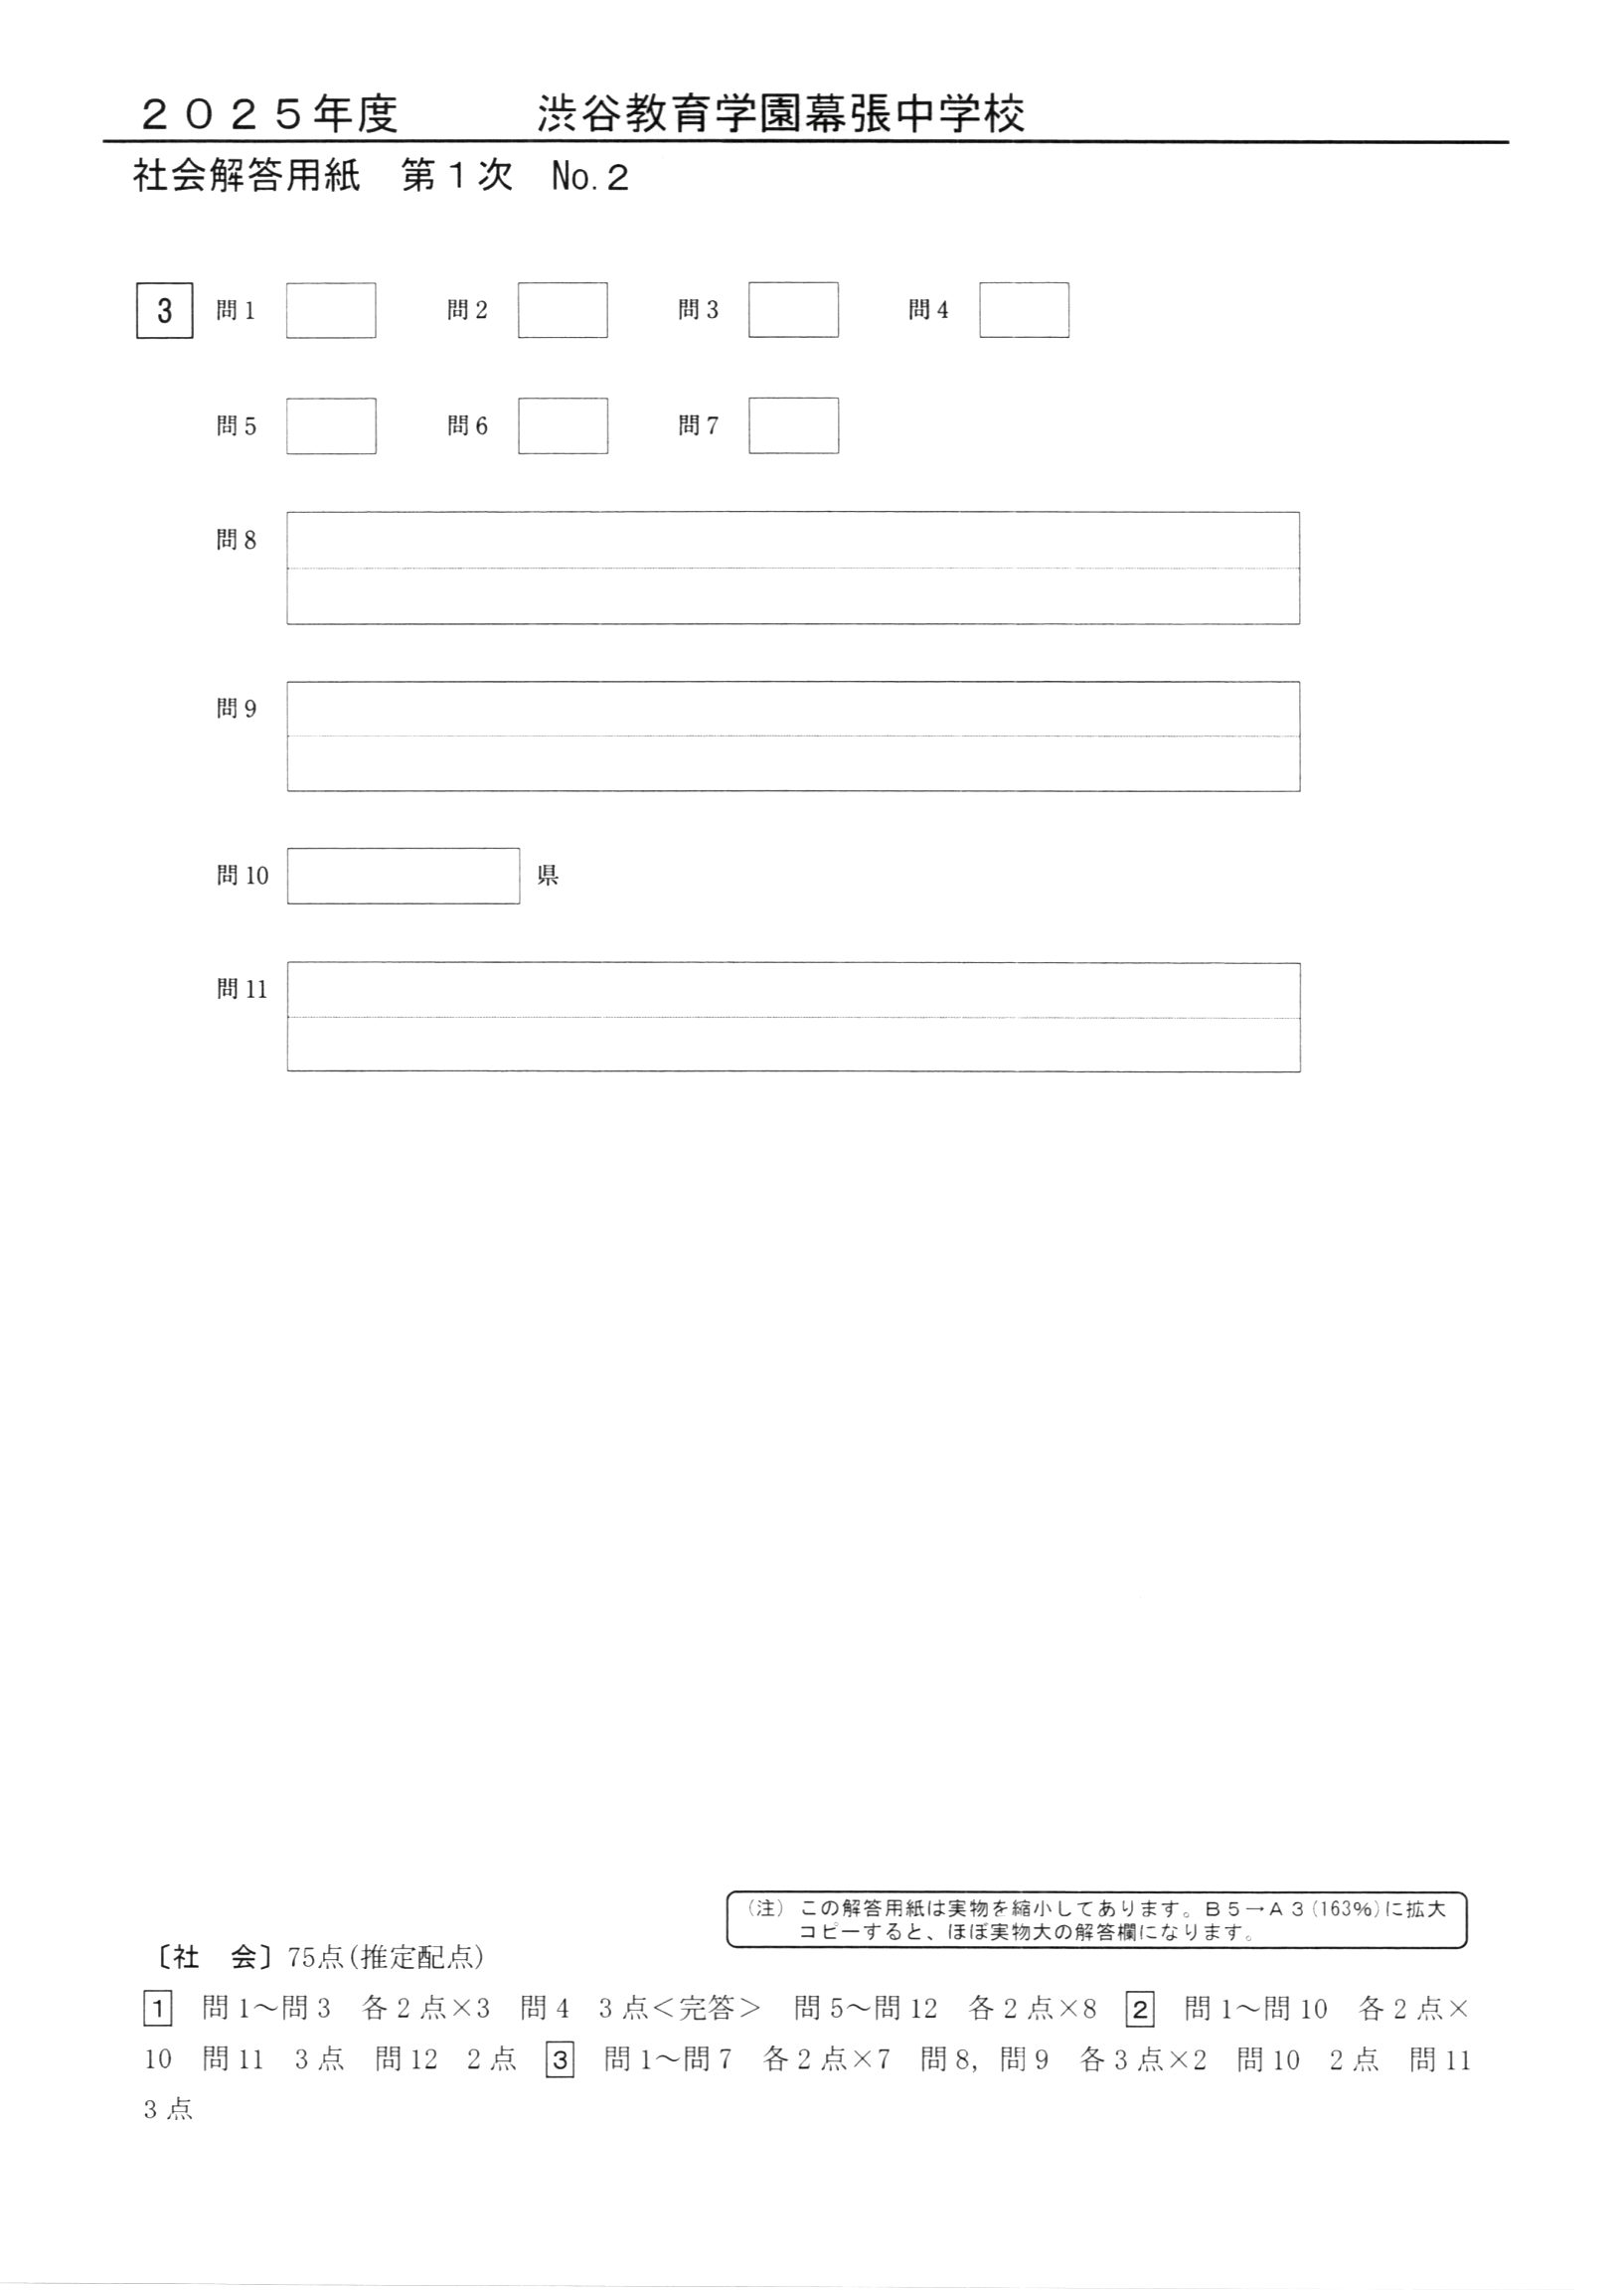 2025年度　渋谷教育学園幕張中学校
社会解答用紙　第1次　No.2
3　問1　問2　問3　問4
問5　問6　問7
問8
問9
問10　県
問11
(注) この解答用紙は実物を縮小してあります。B5→A3(163%)に拡大
コピーすると、ほぼ実物大の解答欄になります。
〔社　会〕75点(推定配点)
1　問1～問3　各2点×3　問4　3点＜完答＞　問5～問12　各2点×8　2　問1～問10　各2点×
10　問11　3点　問12　2点　3　問1～問7　各2点×7　問8, 問9　各3点×2　問10　2点　問11
3点